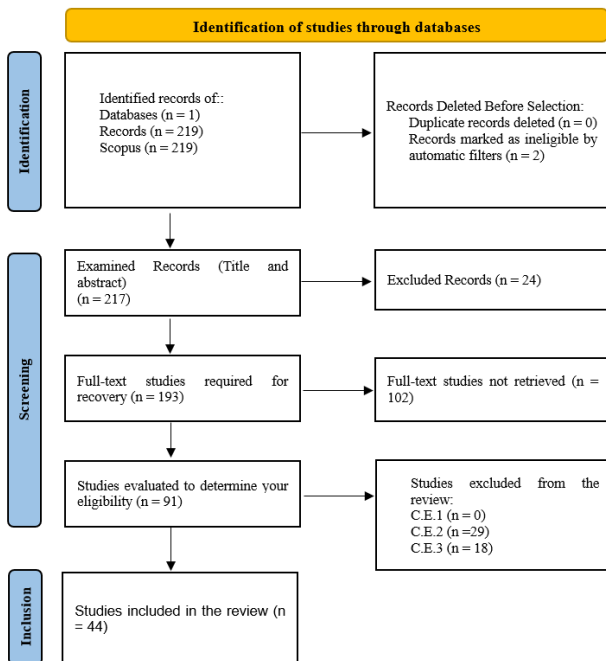 Identification of studies through databases
Identification
Identified records of::
Databases (n = 1)
Records (n = 219)
Scopus (n = 219)
Records Deleted Before Selection:
Duplicate records deleted (n = 0)
Records marked as ineligible by
automatic filters (n = 2)
Screening
Examined Records (Title and
abstract)
(n = 217)
Excluded Records (n = 24)
Full-text studies required for
recovery (n = 193)
Full-text studies not retrieved (n =
102)
Studies evaluated to determine your
eligibility (n = 91)
Studies excluded from the
review:
C.E.1 (n = 0)
C.E.2 (n =29)
C.E.3 (n = 18)
Inclusion
Studies included in the review (n
= 44)